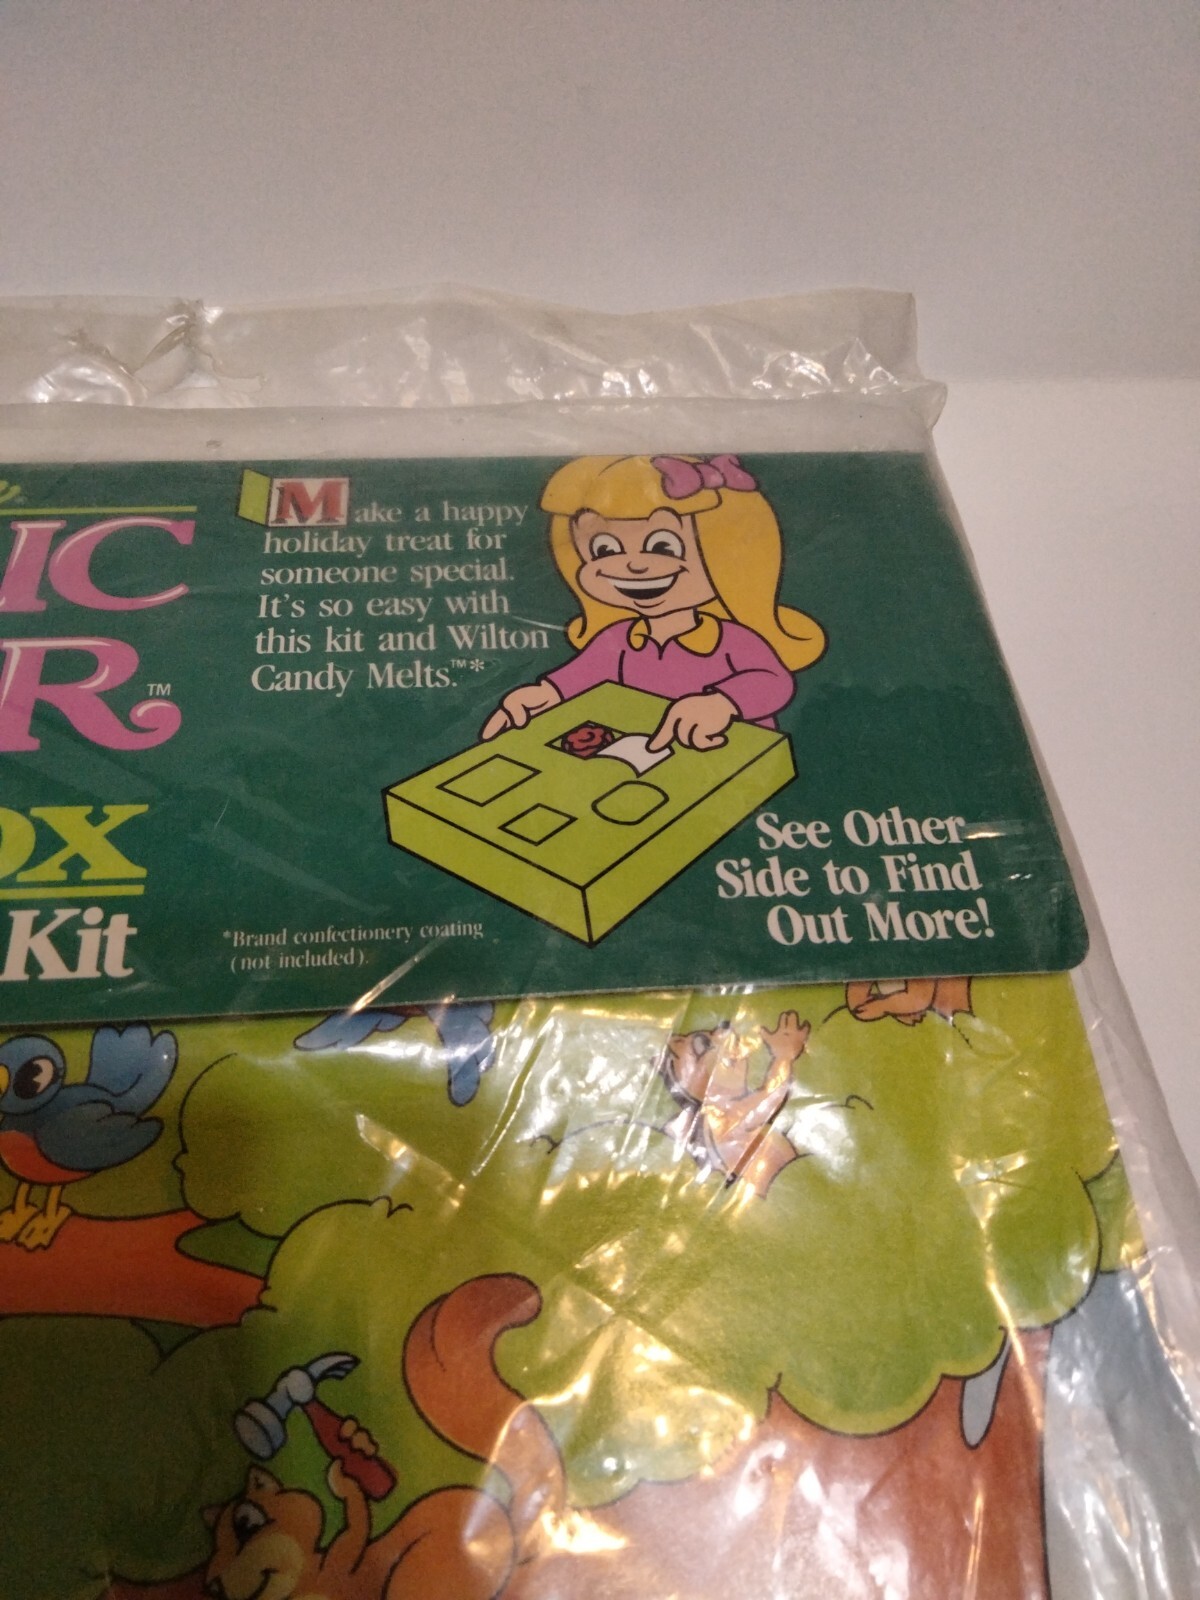 IC
R™
OX
Kit
Make a happy
holiday treat for
someone special.
It's so easy with
this kit and Wilton
Candy Melts.™*
*Brand confectionery coating
(not included).
See Other
Side to Find
Out More!